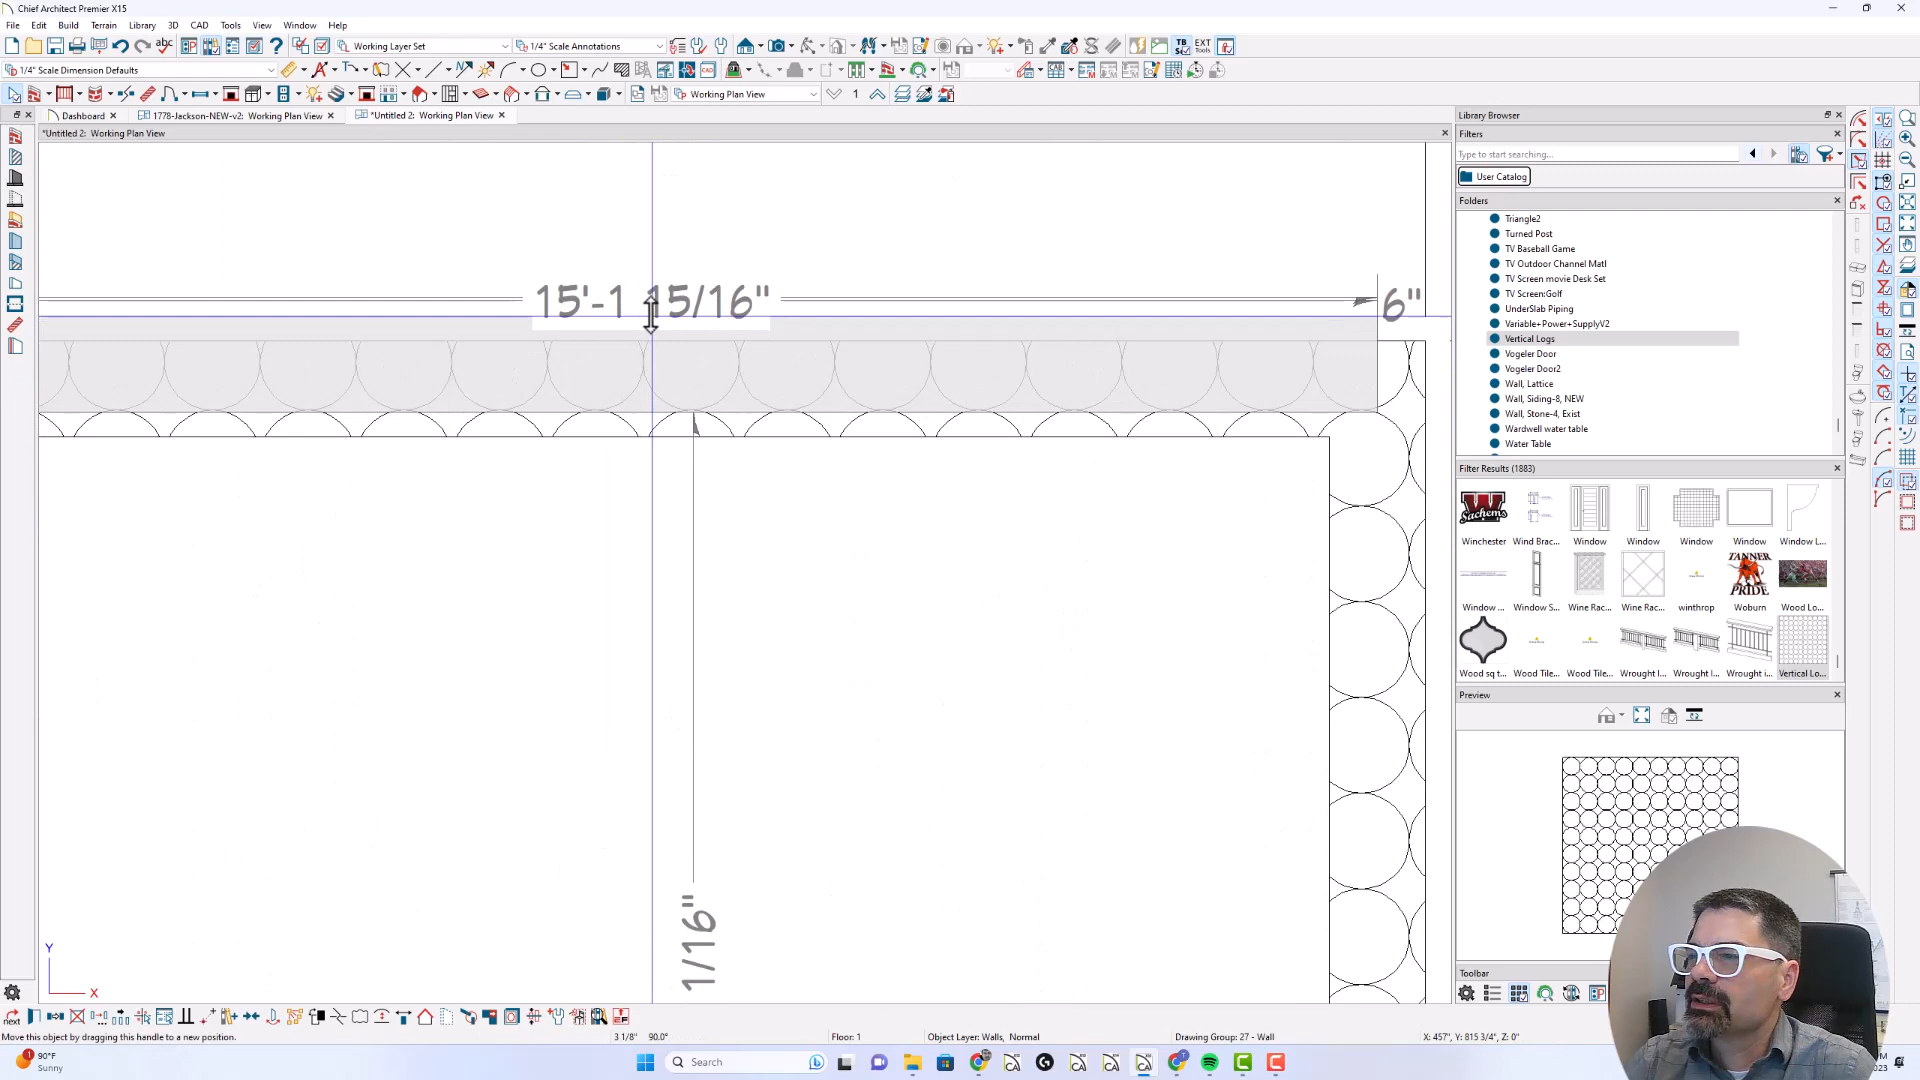 Chief Architect Premier X15
File Edit Build Terrain Library 3D CAD Tools View Window Help
Working Layer Set
1/4" Scale Annotations
1/4" Scale Dimension Defaults
Working Plan View
1
Dashboard
1778-Jackson-NEW-v2: Working Plan View
*Untitled 2: Working Plan View
*Untitled 2: Working Plan View
15'-1 15/16"
6"
1/16"
Y
X
Library Browser
Filters
Type to start searching...
User Catalog
Folders
Triangle2
Turned Post
TV Baseball Game
TV Outdoor Channel Matl
TV Screen movie Desk Set
TV Screen:Golf
UnderSlab Piping
Variable+Power+SupplyV2
Vertical Logs
Vogeler Door
Vogeler Door2
Wall, Lattice
Wall, Siding-8, NEW
Wall, Stone-4, Exist
Wardwell water table
Water Table
Filter Results (1883)
W
Sachems
Winchester Wind Brac... Window Window Window Window Window L...
TANNER
PRIDE
Window ... Window S... Wine Rac... Wine Rac... winthrop Woburn Wood Lo...
Wood sq t... Wood Tile... Wood Tile... Wrought I... Wrought I... Wrought i... Vertical Lo...
Preview
Toolbar
next
Move this object by dragging this handle to a new position.
3 1/8" 90.0°
Floor: 1
Object Layer: Walls, Normal
Drawing Group: 27 - Wall
X: 457", Y: 815 3/4", Z: 0"
1
90°F
Sunny
Search